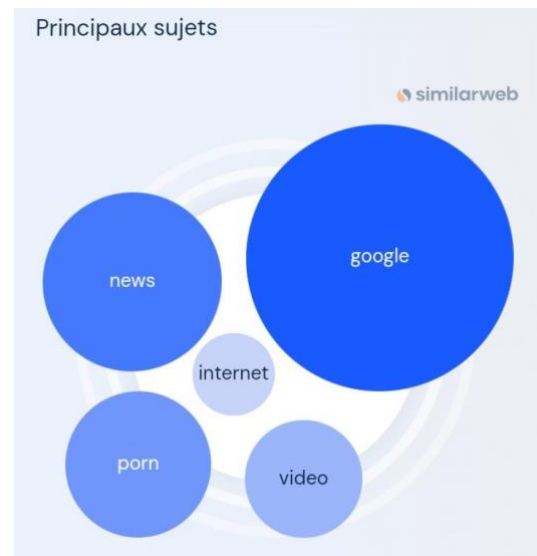 Principaux sujets
similarweb
google
news
internet
porn
video